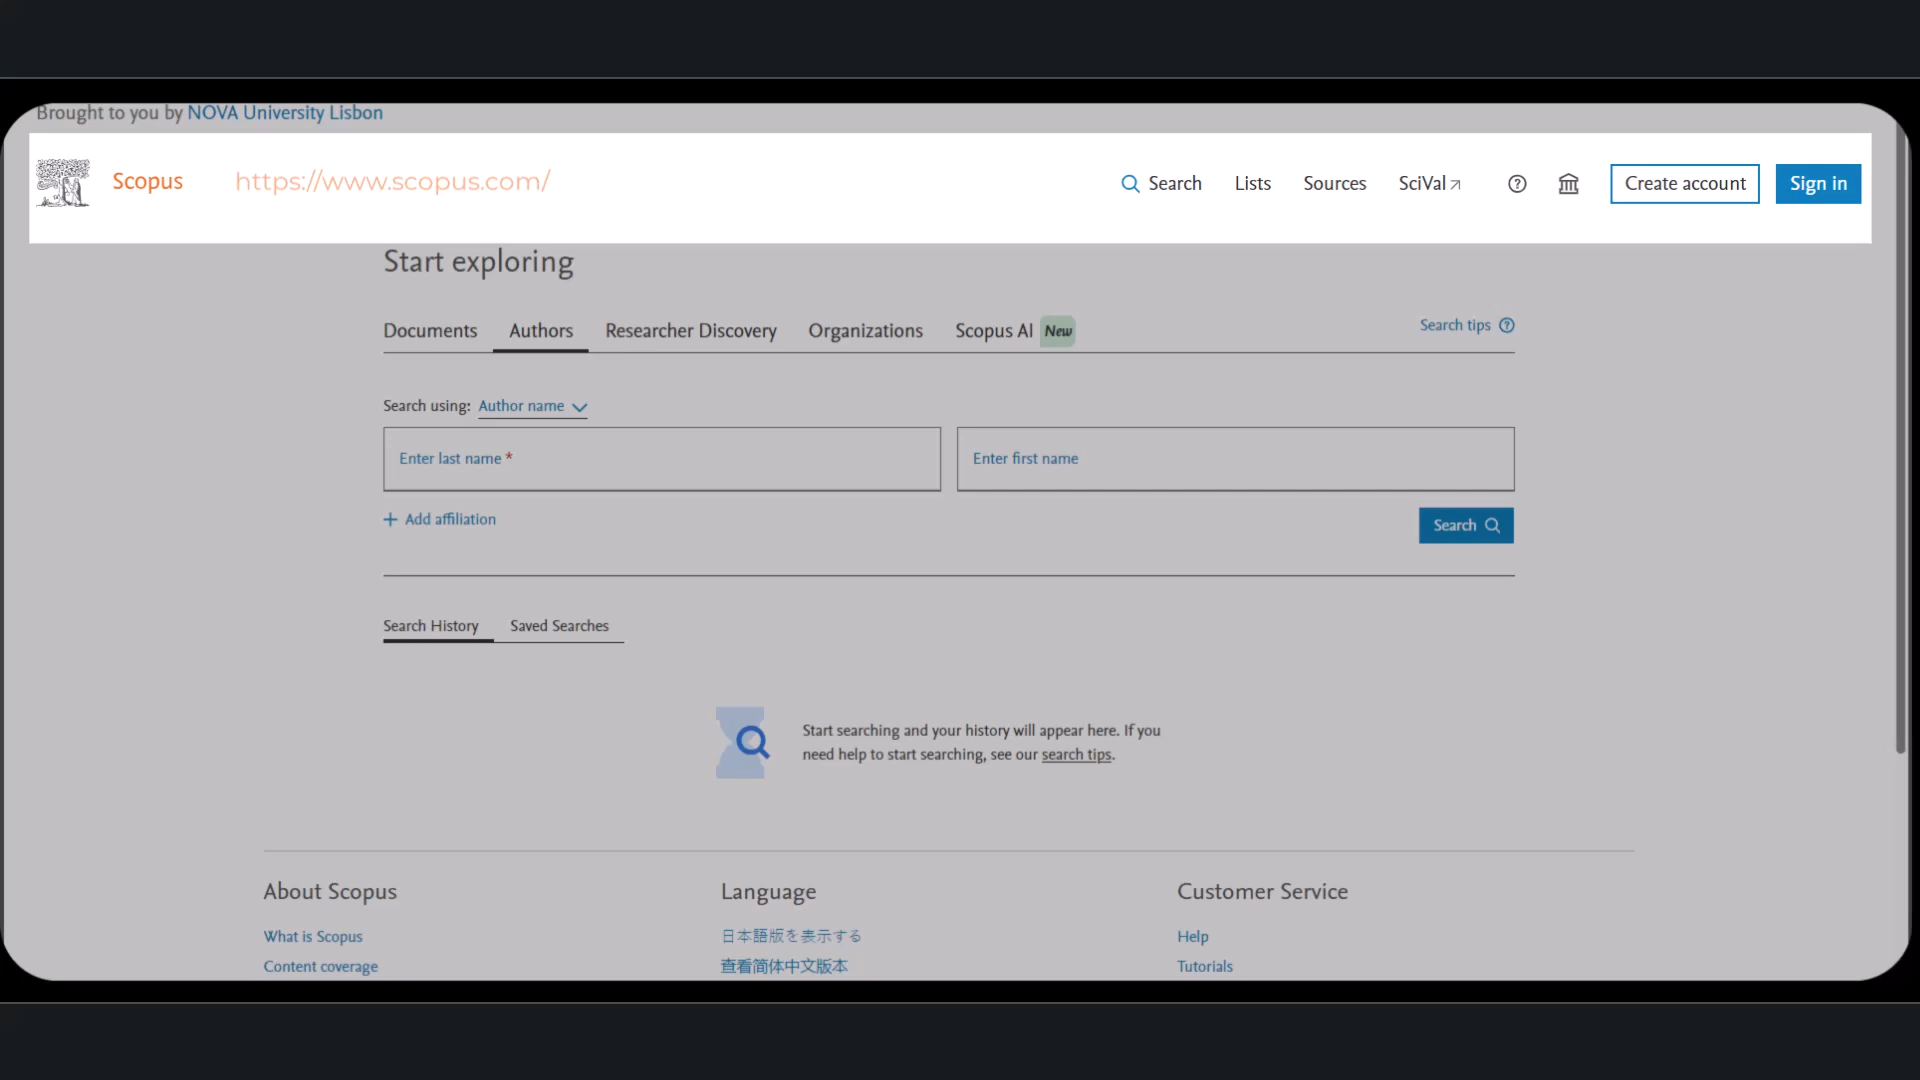 Brought to you by NOVA University Lisbon
Scopus https://www.scopus.com/ Search Lists Sources SciVal Create account Sign in
Start exploring
Documents Authors Researcher Discovery Organizations Scopus AI New Search tips
Search using: Author name
Enter last name * Enter first name
Add affiliation Search
Search History Saved Searches
Start searching and your history will appear here. If you
need help to start searching, see our search tips.
About Scopus Language Customer Service
What is Scopus 日本語版を表示する Help
Content coverage 查看简体中文版本 Tutorials